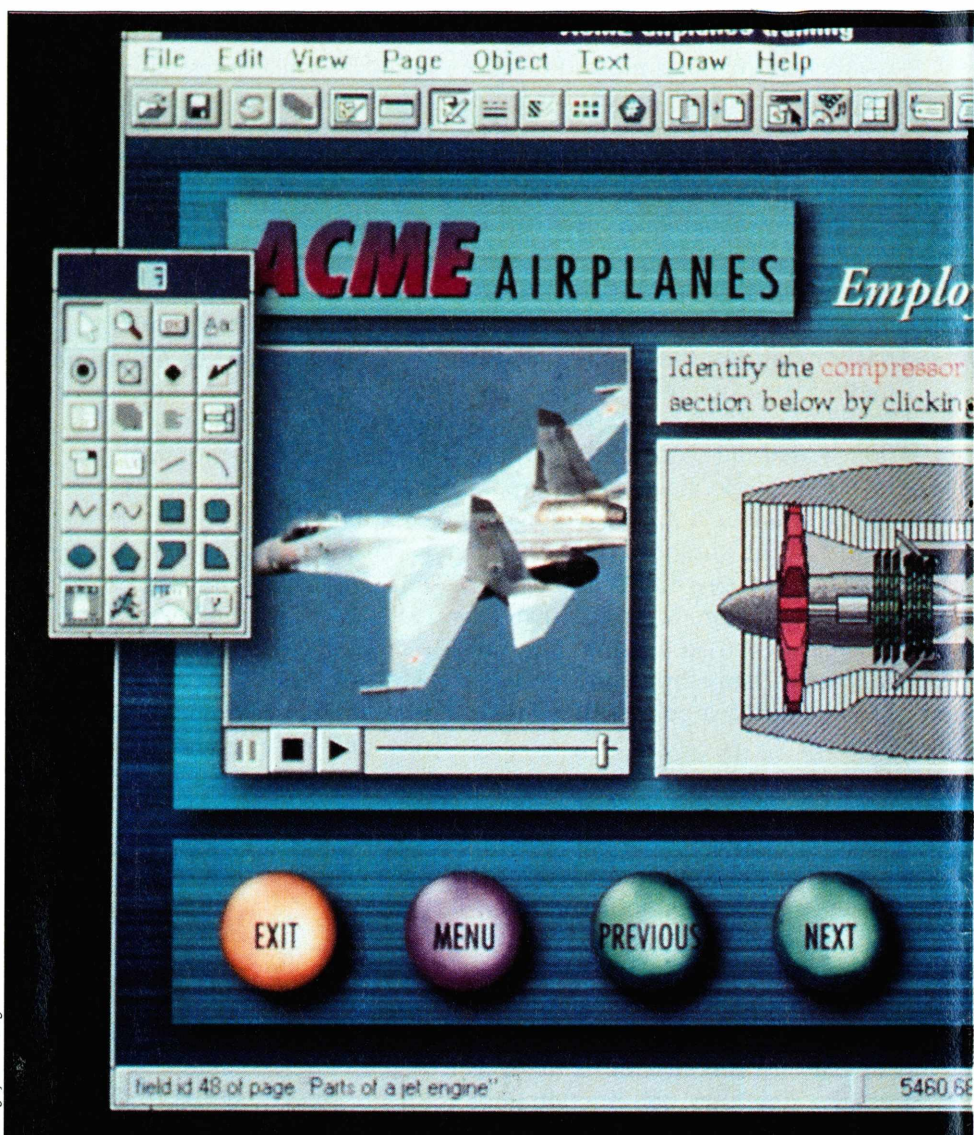 File Edit View Page Object Text Draw Help
ACME AIRPLANES
Emplo
Identify the compressor
section below by clicking
EXIT
MENU
PREVIOUS
NEXT
field id 48 of page "Parts of a jet engine"
5460,68